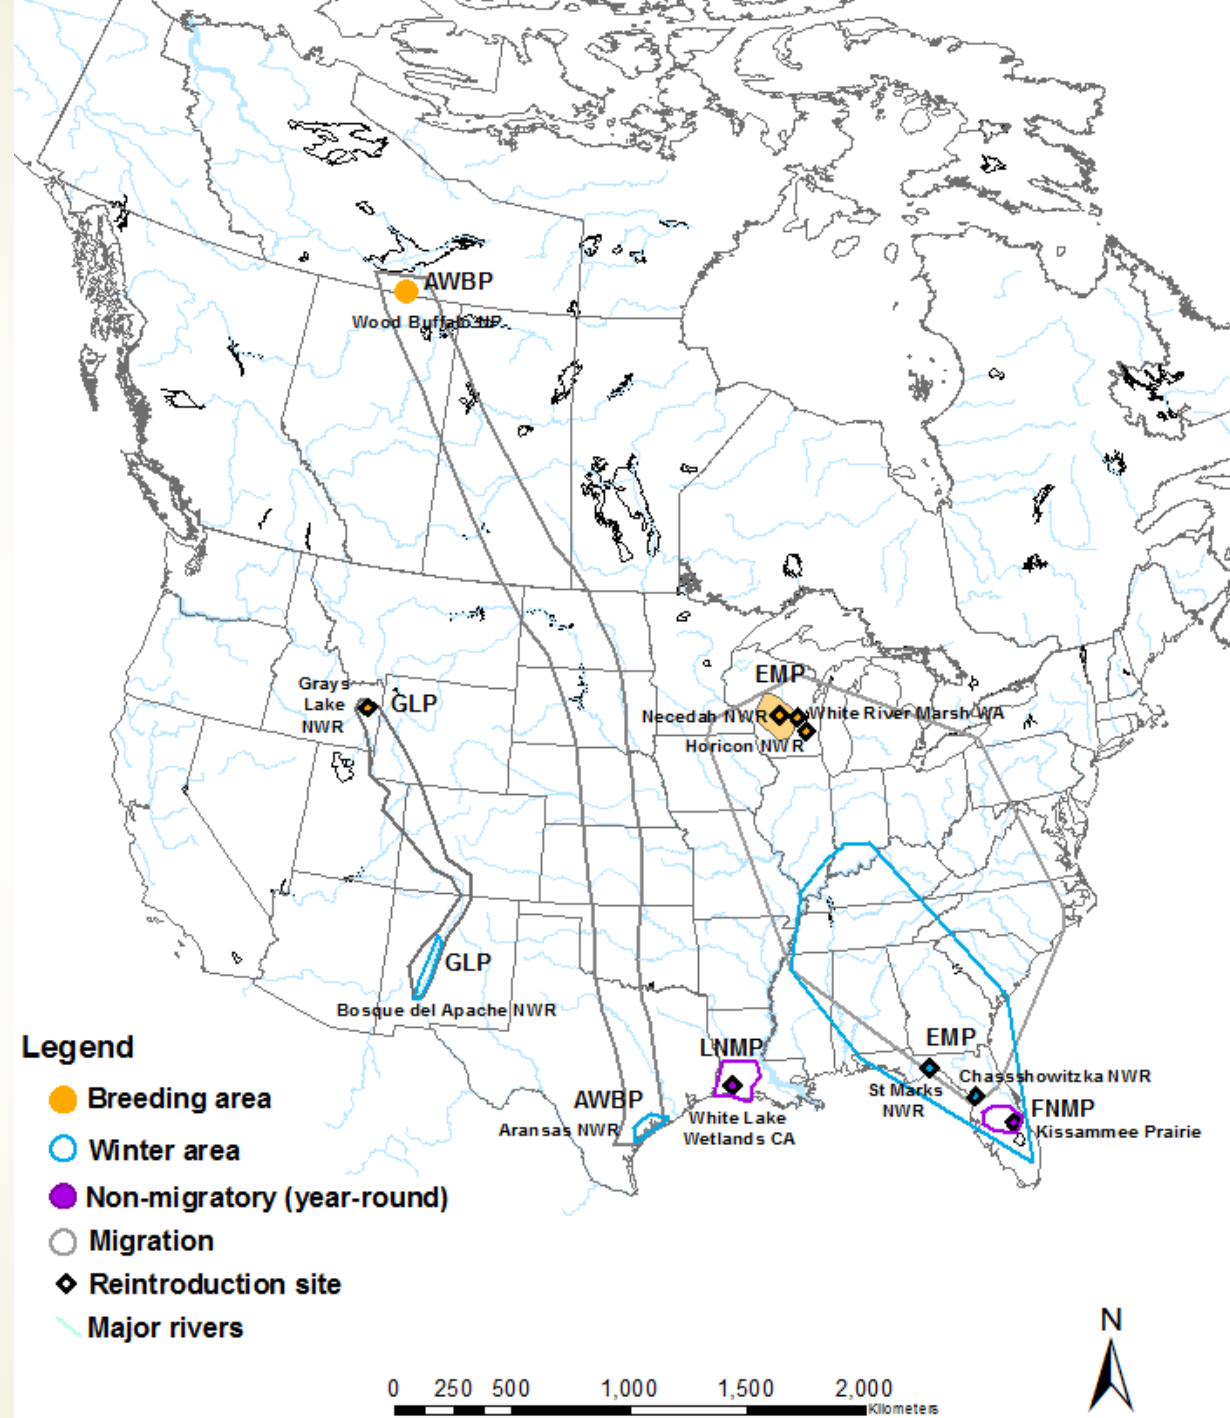 AWBP
Wood Buffalo NP
Grays
Lake
NWR
GLP
EMP
Necedah NWR
White River Marsh WA
Horicon NWR
GLP
Bosque del Apache NWR
LNMP
White Lake
Wetlands CA
AWBP
Aransas NWR
EMP
St Marks
NWR
Chassshowitzka NWR
FNMP
Kissammee Prairie
Legend
Breeding area
Winter area
Non-migratory (year-round)
Migration
Reintroduction site
Major rivers
N
0 250 500 1,000 1,500 2,000
Kilometers